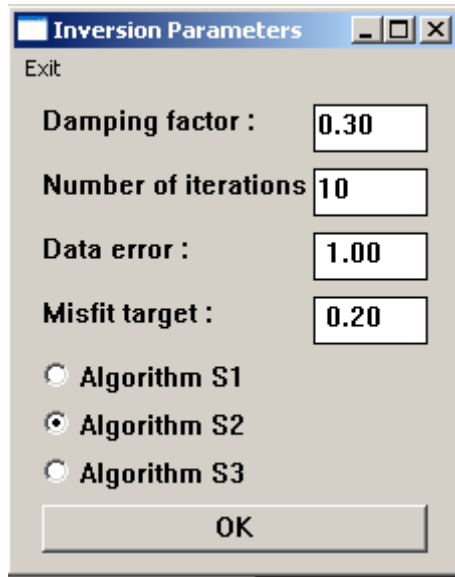 Inversion Parameters
Exit
Damping factor : 0.30
Number of iterations 10
Data error : 1.00
Misfit target : 0.20
Algorithm S1
Algorithm S2
Algorithm S3
OK